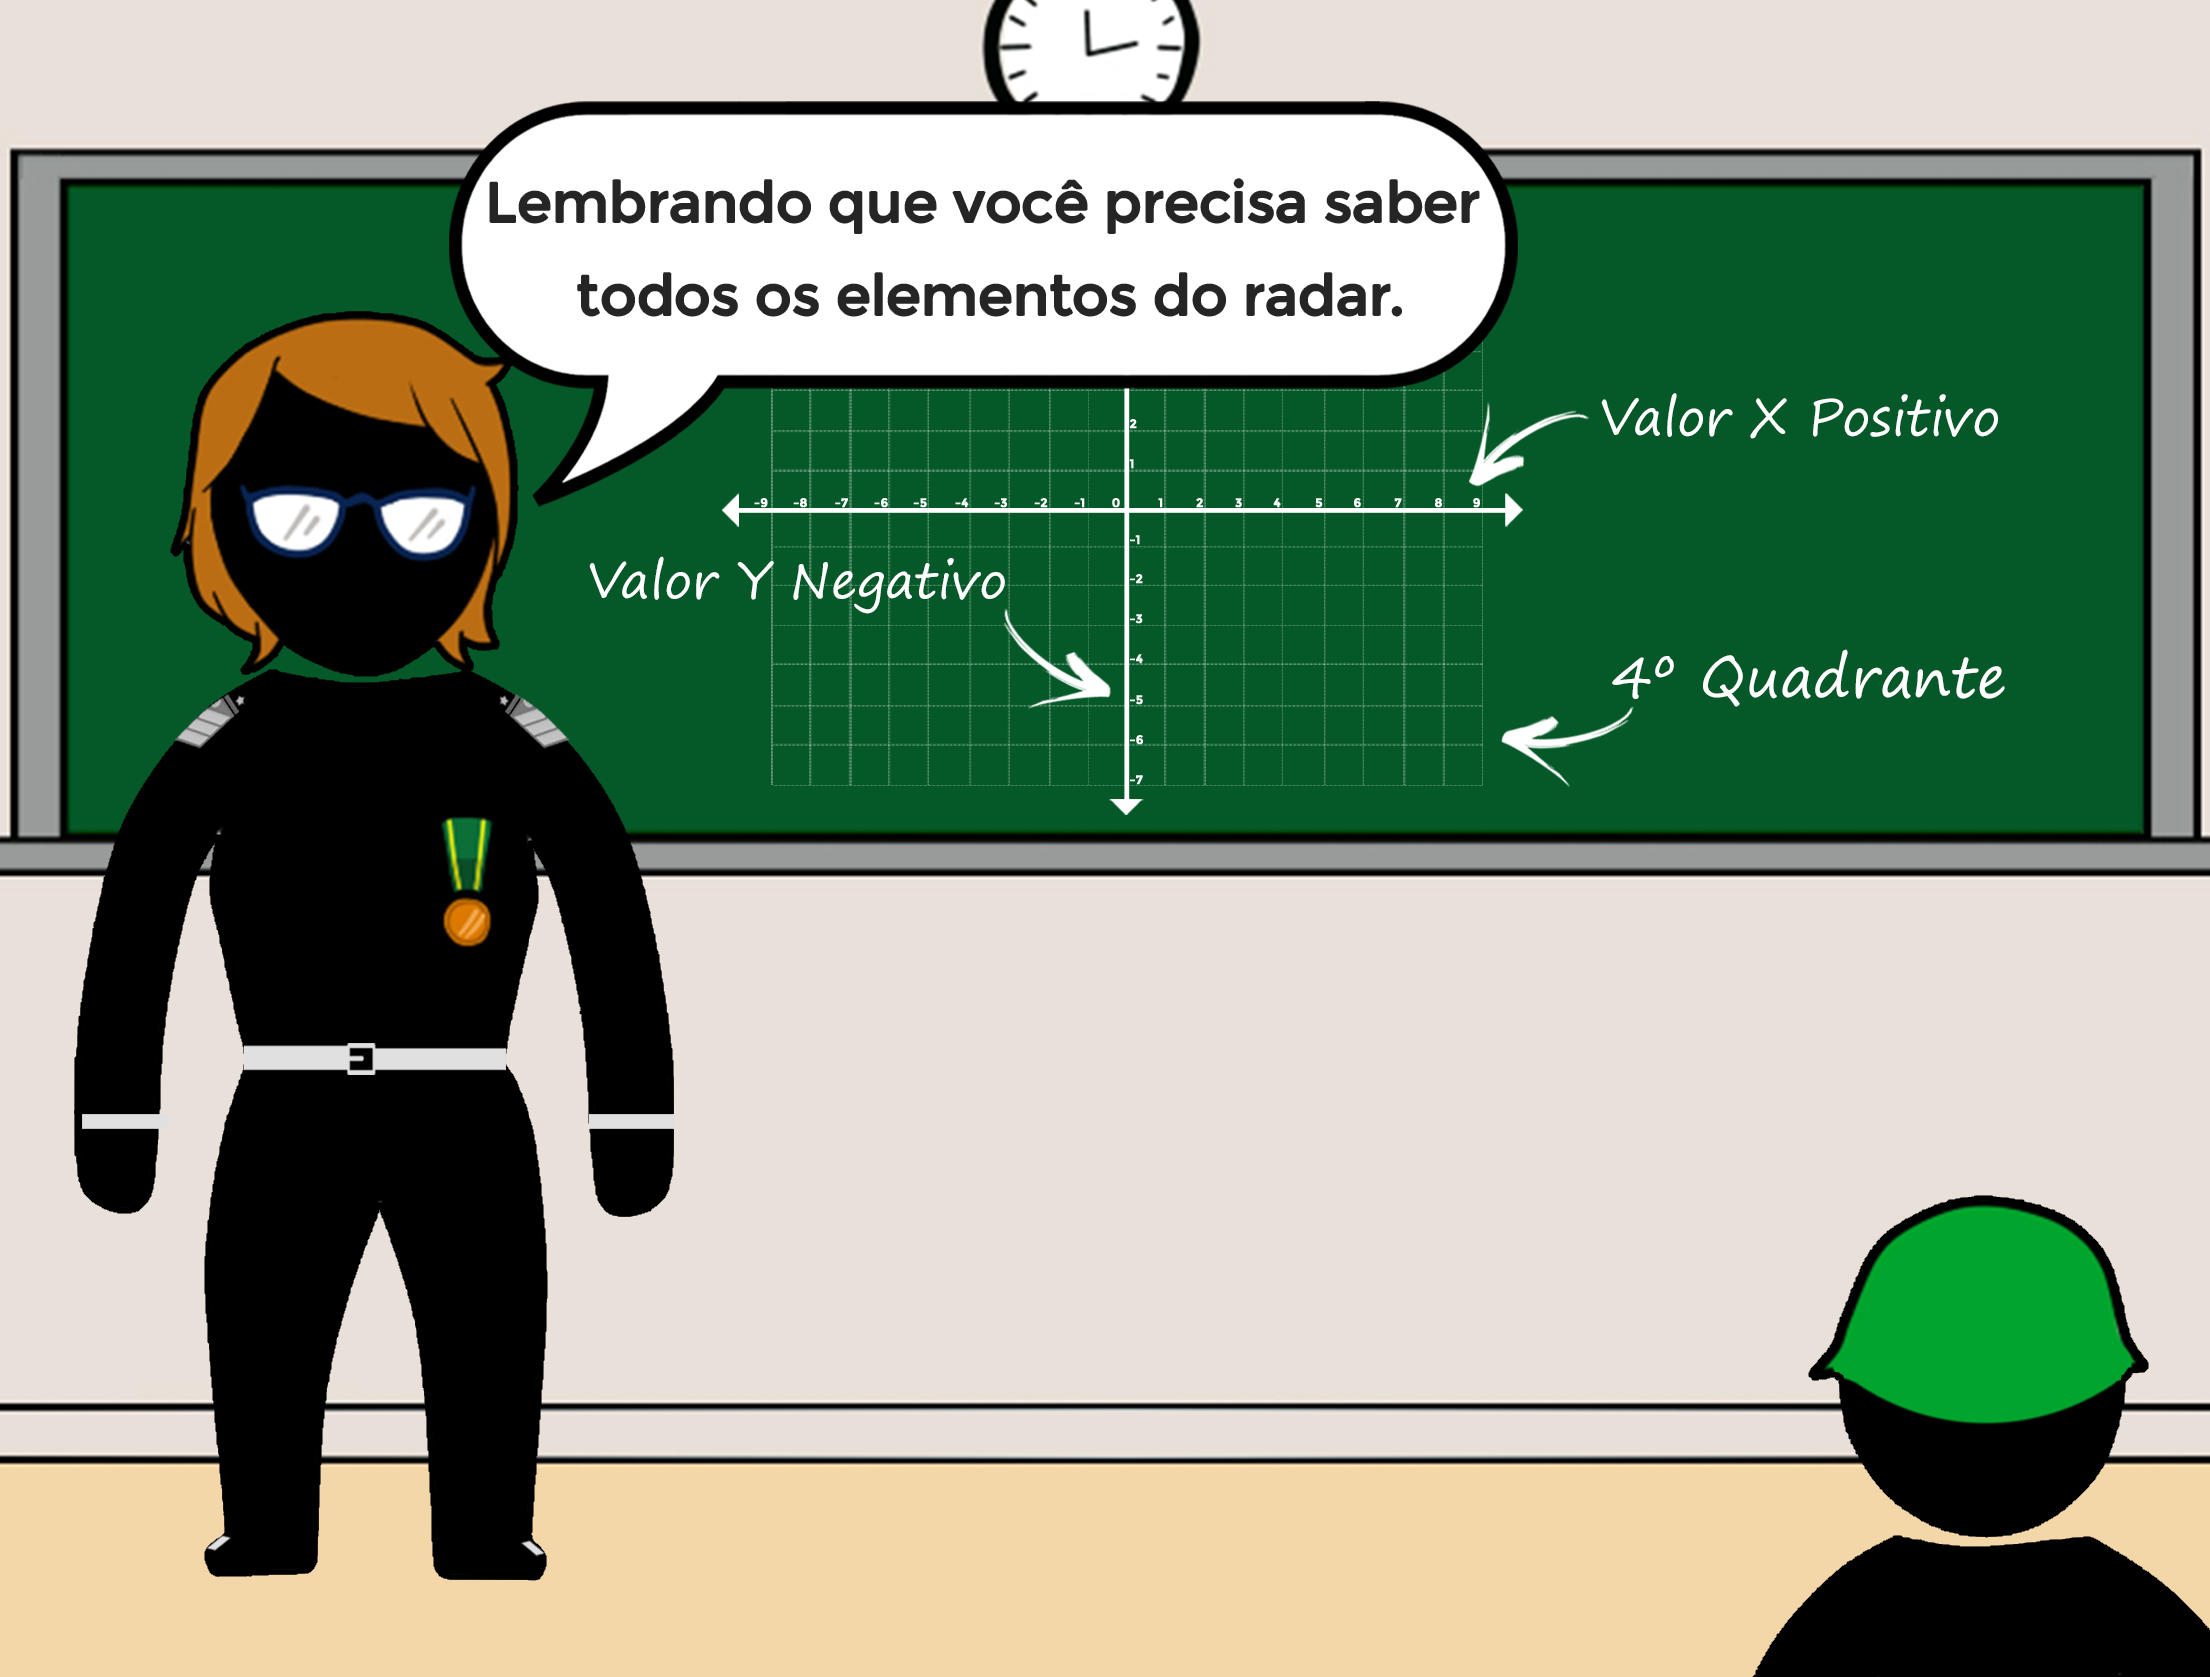 Lembrando que você precisa saber
todos os elementos do radar.
Valor X Positivo
2
1
-9 -8 -7 -6 -5 -4 -3 -2 -1 0 1 2 3 4 5 6 7 8 9
-1
Valor Y Negativo
-2
-3
-4
4º Quadrante
-5
-6
-7